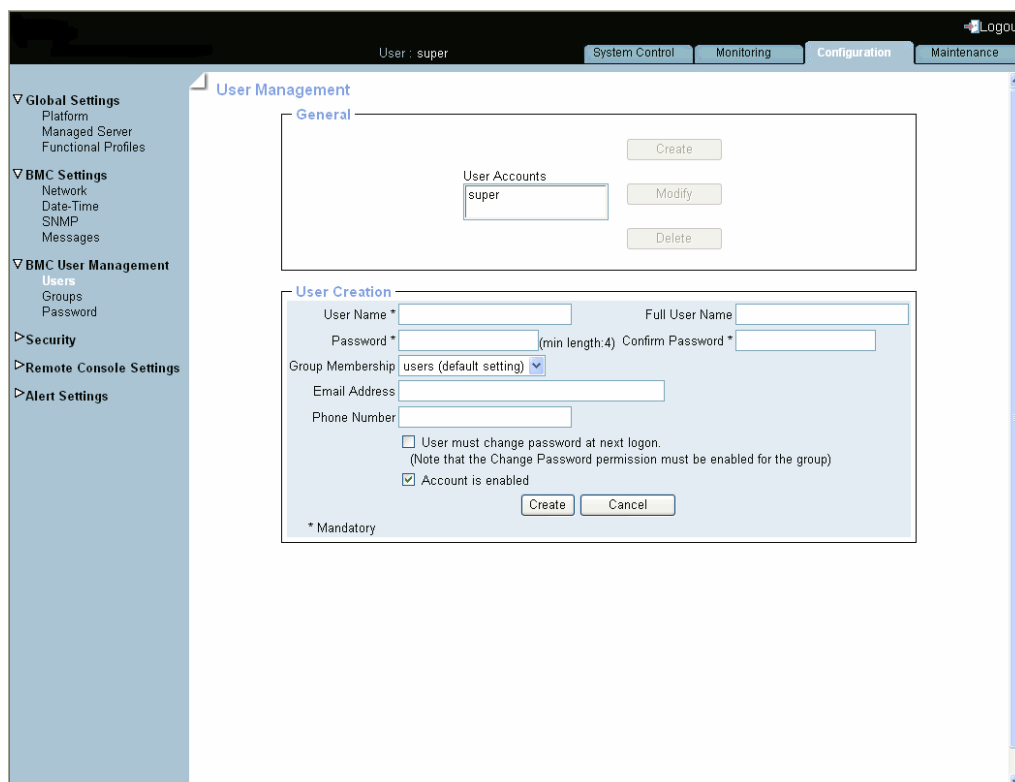 Logou
User : super
System Control
Monitoring
Configuration
Maintenance
Global Settings
Platform
Managed Server
Functional Profiles
BMC Settings
Network
Date-Time
SNMP
Messages
BMC User Management
Users
Groups
Password
Security
Remote Console Settings
Alert Settings
User Management
General
Create
User Accounts
super
Modify
Delete
User Creation
User Name *
Full User Name
Password *
(min length:4)
Confirm Password *
Group Membership
users (default setting)
Email Address
Phone Number
User must change password at next logon.
(Note that the Change Password permission must be enabled for the group)
Account is enabled
Create
Cancel
* Mandatory